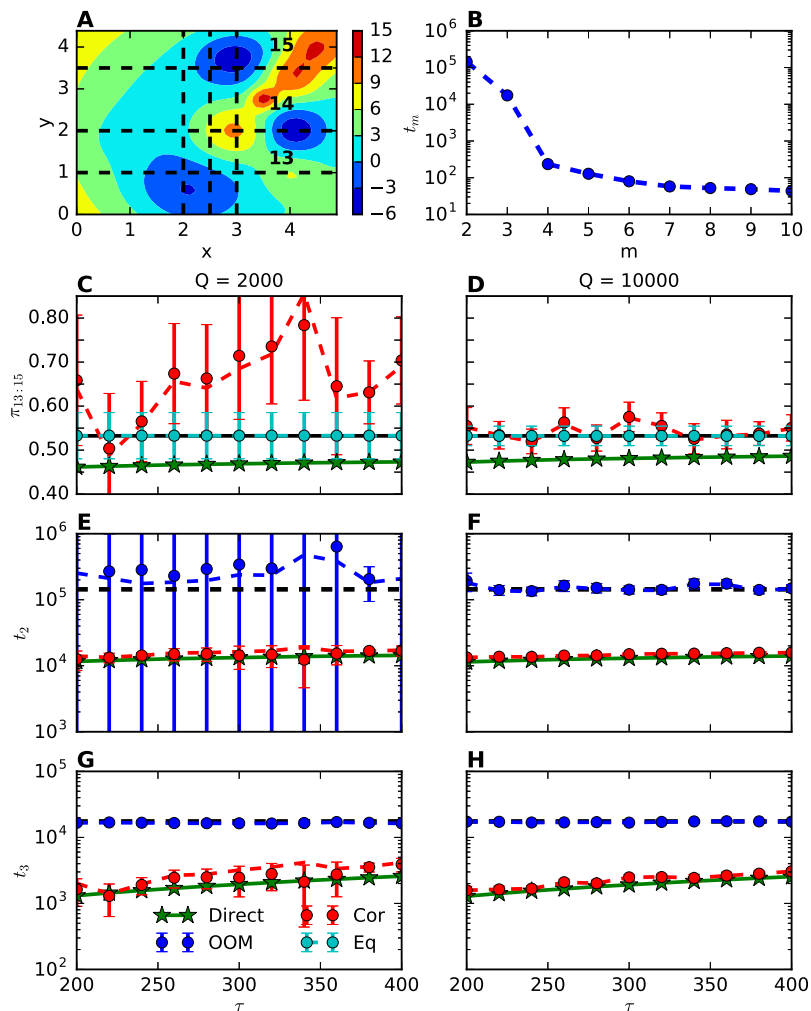 A
4
3
2
1
0
y
0
1
2
3
4
x
15
14
13
15
12
9
6
3
0
−3
−6
B
10^6
10^5
10^4
10^3
10^2
10^1
t_m
2
3
4
5
6
7
8
9
10
m
C
Q = 2000
0.80
0.70
0.60
0.50
0.40
π_{13:15}
D
Q = 10000
E
10^6
10^5
10^4
10^3
t_2
F
G
10^5
10^4
10^3
10^2
t_3
Direct
OOM
Cor
Eq
200
250
300
350
400
τ
H
200
250
300
350
400
τ